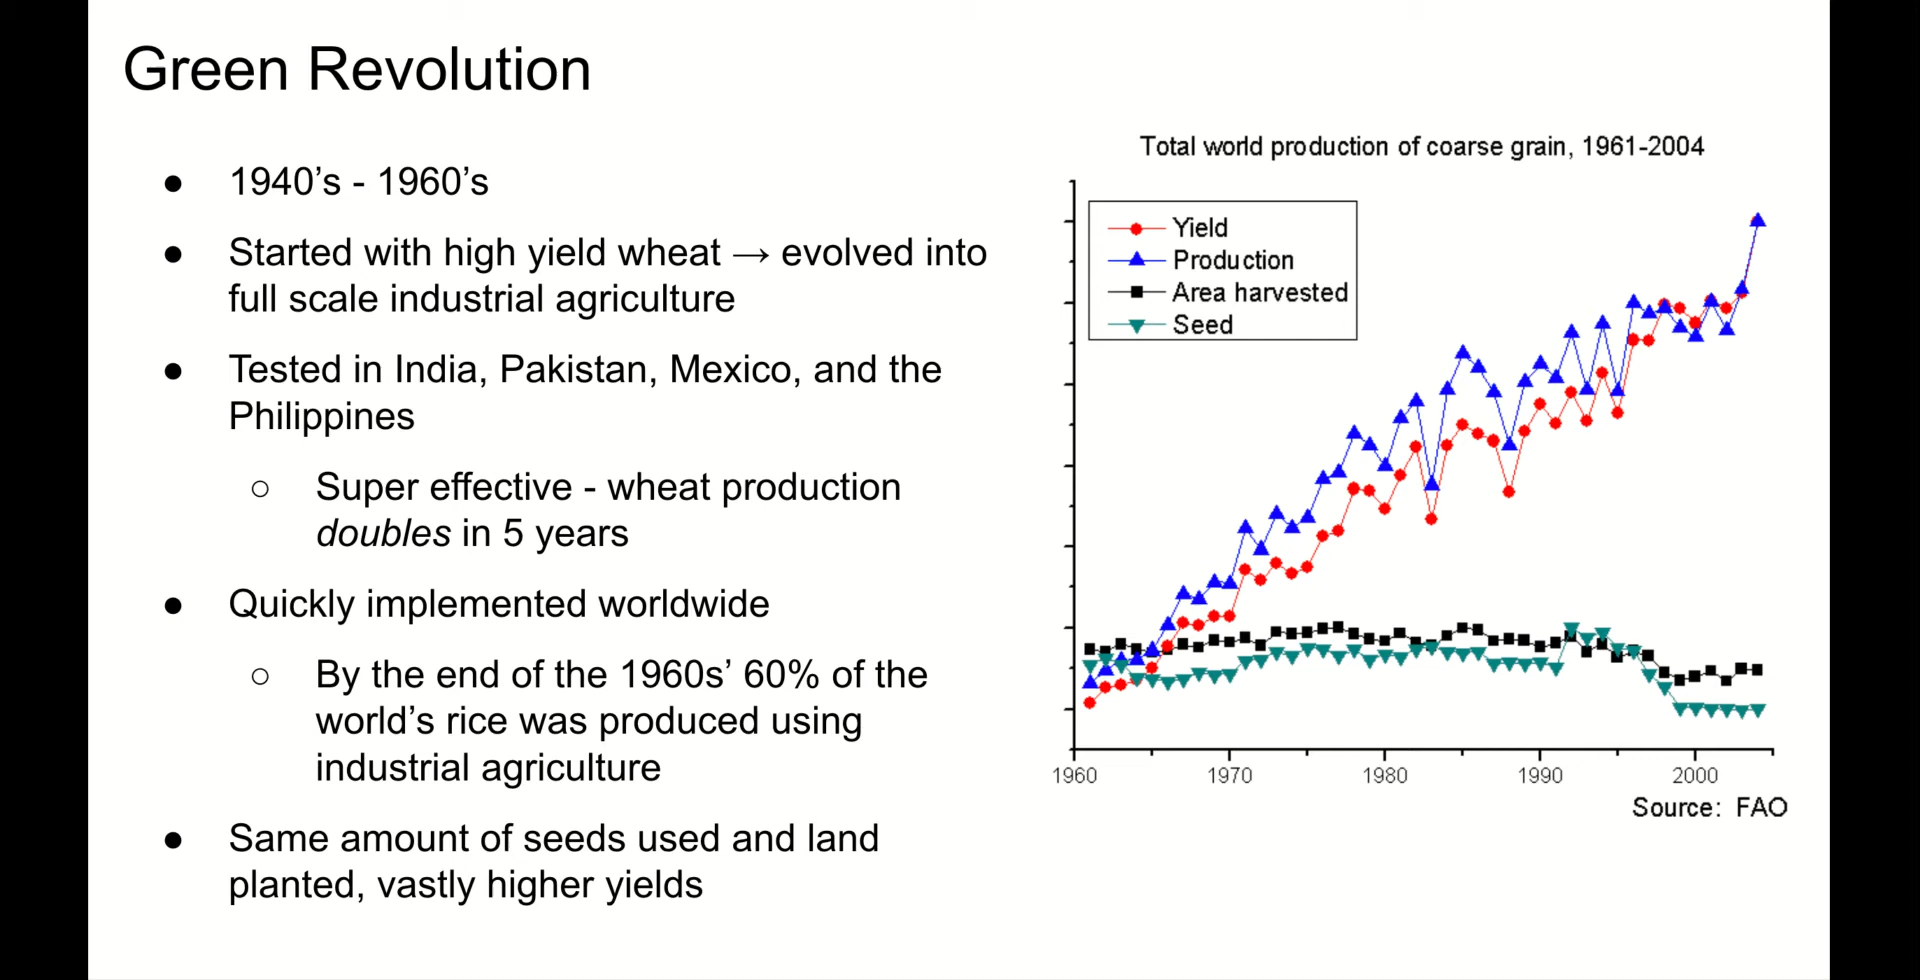 Green Revolution
● 1940’s - 1960’s
● Started with high yield wheat → evolved into
full scale industrial agriculture
● Tested in India, Pakistan, Mexico, and the
Philippines
○ Super effective - wheat production
doubles in 5 years
● Quickly implemented worldwide
○ By the end of the 1960s’ 60% of the
world’s rice was produced using
industrial agriculture
● Same amount of seeds used and land
planted, vastly higher yields
Total world production of coarse grain, 1961-2004
Yield
Production
Area harvested
Seed
1960 1970 1980 1990 2000
Source: FAO